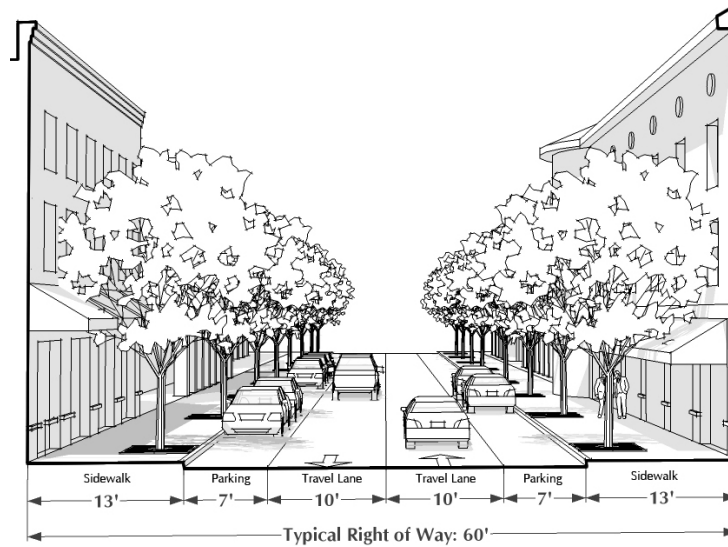 Sidewalk Parking Travel Lane Travel Lane Parking Sidewalk
13' 7' 10' 10' 7' 13'
Typical Right of Way: 60'